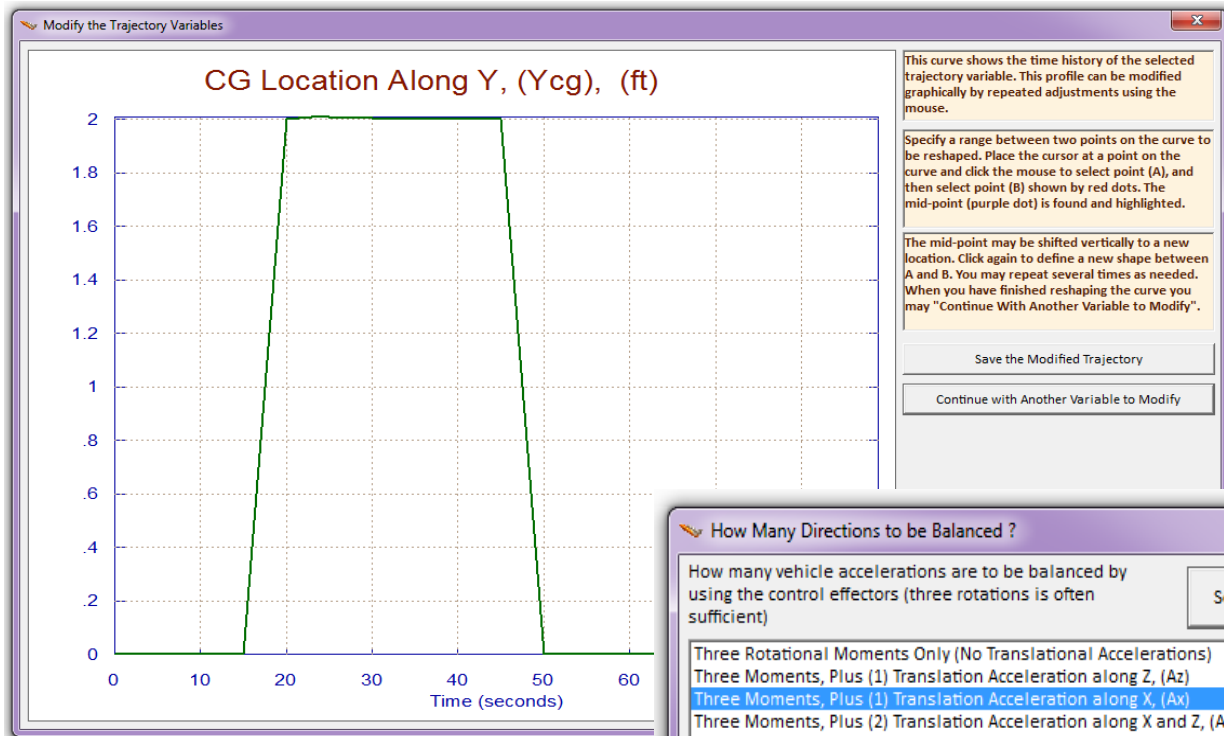 Modify the Trajectory Variables
x
CG Location Along Y, (Ycg),  (ft)
2
1.8
1.6
1.4
1.2
1
.8
.6
.4
.2
0
0 10 20 30 40 50 60
Time (seconds)
This curve shows the time history of the selected
trajectory variable. This profile can be modified
graphically by repeated adjustments using the
mouse.
Specify a range between two points on the curve to
be reshaped. Place the cursor at a point on the
curve and click the mouse to select point (A), and
then select point (B) shown by red dots. The
mid-point (purple dot) is found and highlighted.
The mid-point may be shifted vertically to a new
location. Click again to define a new shape between
A and B. You may repeat several times as needed.
When you have finished reshaping the curve you
may "Continue With Another Variable to Modify".
Save the Modified Trajectory
Continue with Another Variable to Modify
How Many Directions to be Balanced ?
How many vehicle accelerations are to be balanced by
using the control effectors (three rotations is often
sufficient)
Three Rotational Moments Only (No Translational Accelerations)
Three Moments, Plus (1) Translation Acceleration along Z, (Az)
Three Moments, Plus (1) Translation Acceleration along X, (Ax)
Three Moments, Plus (2) Translation Acceleration along X and Z, (A